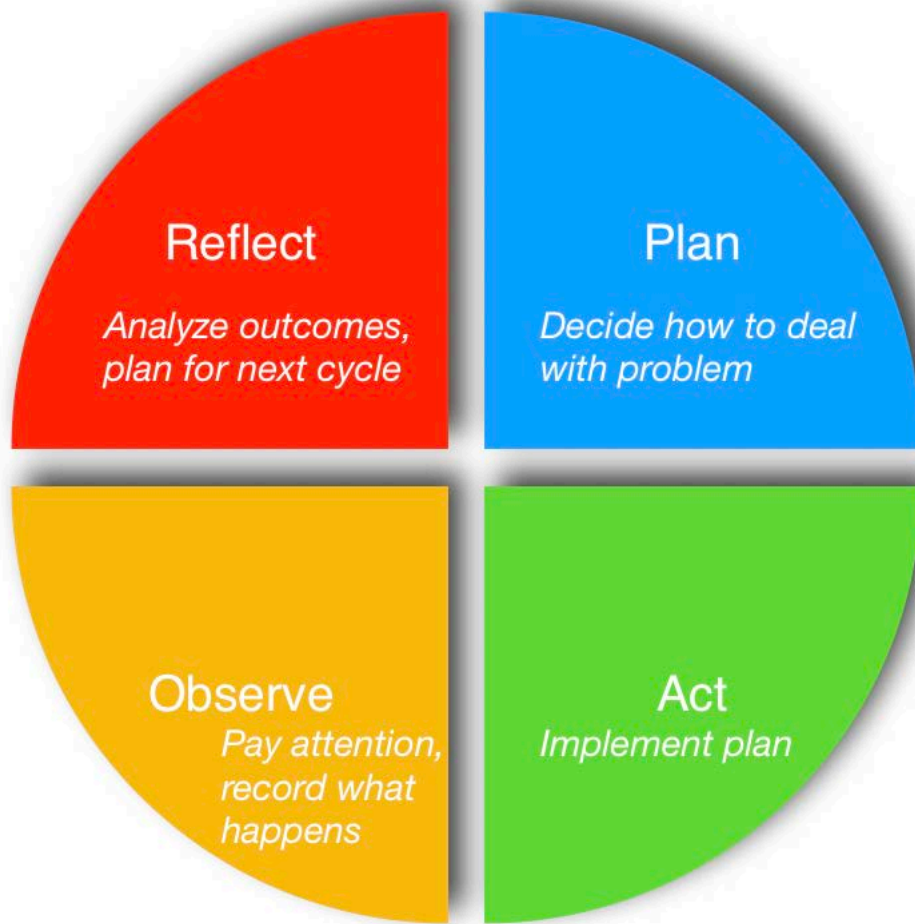 Reflect
Analyze outcomes,
plan for next cycle
Plan
Decide how to deal
with problem
Observe
Pay attention,
record what
happens
Act
Implement plan